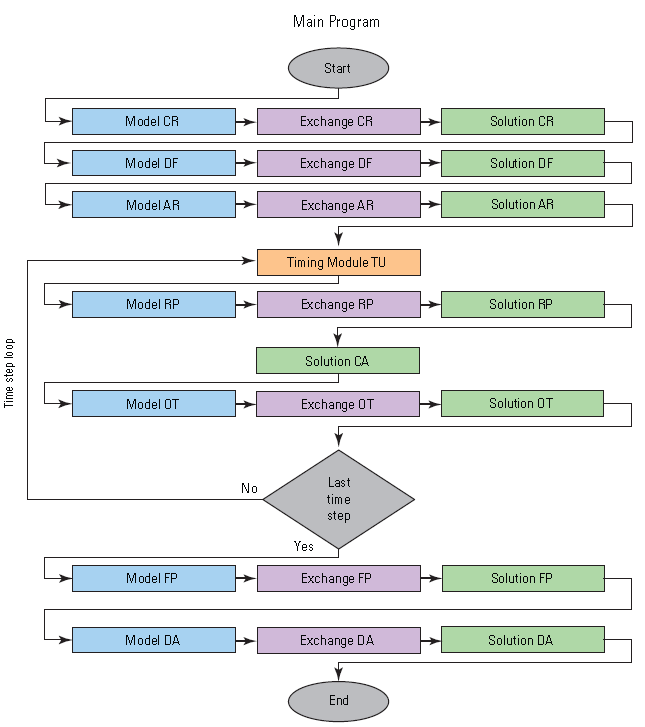 Main Program
Start
Model CR
Exchange CR
Solution CR
Model DF
Exchange DF
Solution DF
Model AR
Exchange AR
Solution AR
Timing Module TU
Model RP
Exchange RP
Solution RP
Time step loop
Solution CA
Model OT
Exchange OT
Solution OT
Last
time
step
No
Yes
Model FP
Exchange FP
Solution FP
Model DA
Exchange DA
Solution DA
End